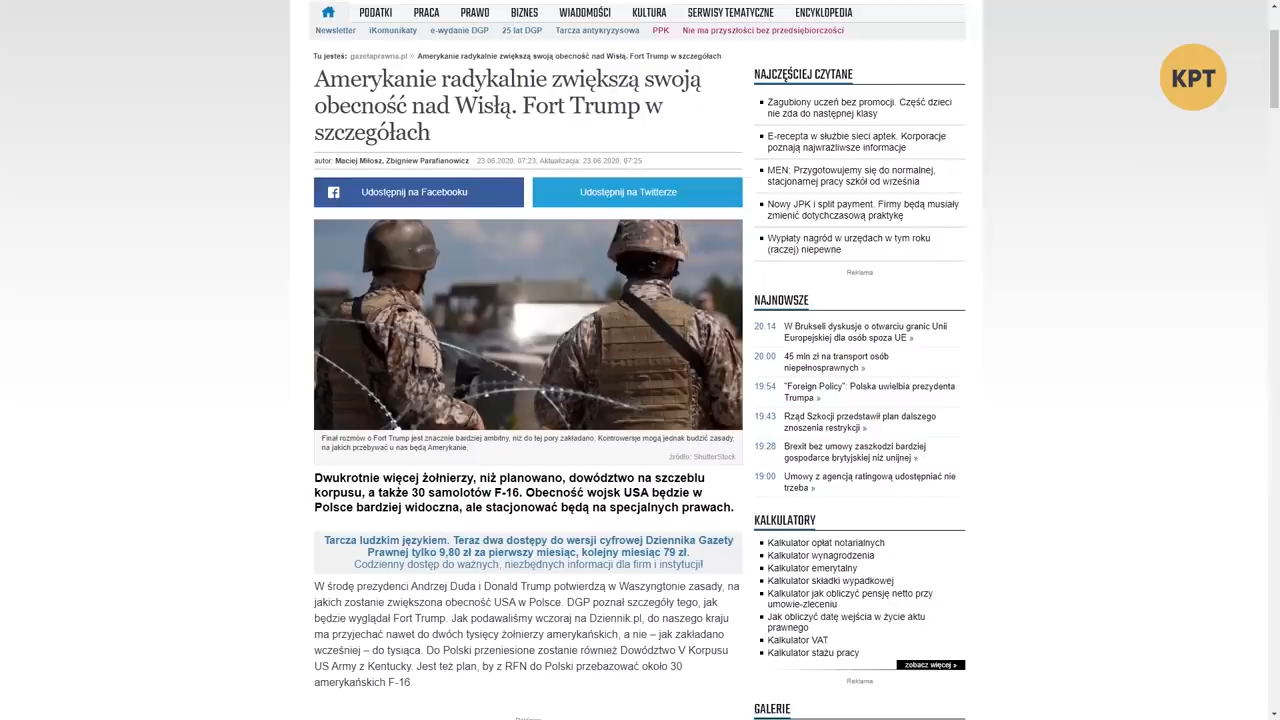 PODATKI PRACA PRAWO BIZNES WIADOMOŚCI KULTURA SERWISY TEMATYCZNE ENCYKLOPEDIA
Newsletter iKomunikaty e-wydanie DGP 25 lat DGP Tarcza antykryzysowa PPK Nie ma przyszłości bez przedsiębiorczości
Tu jesteś: gazetaprawna.pl » Amerykanie radykalnie zwiększą swoją obecność nad Wisłą. Fort Trump w szczegółach
Amerykanie radykalnie zwiększą swoją
obecność nad Wisłą. Fort Trump w
szczegółach
autor: Maciej Miłosz, Zbigniew Parafianowicz 23.06.2020, 07:23, Aktualizacja: 23.06.2020, 07:25
Udostępnij na Facebooku
Udostępnij na Twitterze
Finał rozmów o Fort Trump jest znacznie bardziej ambitny, niż do tej pory zakładano. Kontrowersje mogą jednak budzić zasady,
na jakich przebywać u nas będą Amerykanie.
źródło: ShutterStock
Dwukrotnie więcej żołnierzy, niż planowano, dowództwo na szczeblu
korpusu, a także 30 samolotów F-16. Obecność wojsk USA będzie w
Polsce bardziej widoczna, ale stacjonować będą na specjalnych prawach.
Tarcza ludzkim językiem. Teraz dwa dostępy do wersji cyfrowej Dziennika Gazety
Prawnej tylko 9,80 zł za pierwszy miesiąc, kolejny miesiąc 79 zł.
Codzienny dostęp do ważnych, niezbędnych informacji dla firm i instytucji!
W środę prezydenci Andrzej Duda i Donald Trump potwierdzą w Waszyngtonie zasady, na
jakich zostanie zwiększona obecność USA w Polsce. DGP poznał szczegóły tego, jak
będzie wyglądał Fort Trump. Jak podawaliśmy wczoraj na Dziennik.pl, do naszego kraju
ma przyjechać nawet do dwóch tysięcy żołnierzy amerykańskich, a nie – jak zakładano
wcześniej – do tysiąca. Do Polski przeniesione zostanie również Dowództwo V Korpusu
US Army z Kentucky. Jest też plan, by z RFN do Polski przebazować około 30
amerykańskich F-16.
NAJCZĘŚCIEJ CZYTANE
Zagubiony uczeń bez promocji. Część dzieci
nie zda do następnej klasy
E-recepta w służbie sieci aptek. Korporacje
poznają najwrażliwsze informacje
MEN: Przygotowujemy się do normalnej,
stacjonarnej pracy szkół od września
Nowy JPK i split payment. Firmy będą musiały
zmienić dotychczasową praktykę
Wypłaty nagród w urzędach w tym roku
(raczej) niepewne
Reklama
NAJNOWSZE
20:14 W Brukseli dyskusje o otwarciu granic Unii
Europejskiej dla osób spoza UE »
20:00 45 mln zł na transport osób
niepełnosprawnych »
19:54 "Foreign Policy": Polska uwielbia prezydenta
Trumpa »
19:43 Rząd Szkocji przedstawił plan dalszego
znoszenia restrykcji »
19:28 Brexit bez umowy zaszkodzi bardziej
gospodarce brytyjskiej niż unijnej »
19:00 Umowy z agencją ratingową udostępniać nie
trzeba »
KALKULATORY
Kalkulator opłat notarialnych
Kalkulator wynagrodzenia
Kalkulator emerytalny
Kalkulator składki wypadkowej
Kalkulator jak obliczyć pensję netto przy
umowie-zleceniu
Jak obliczyć datę wejścia w życie aktu
prawnego
Kalkulator VAT
Kalkulator stażu pracy
zobacz więcej »
Reklama
GALERIE
KPT